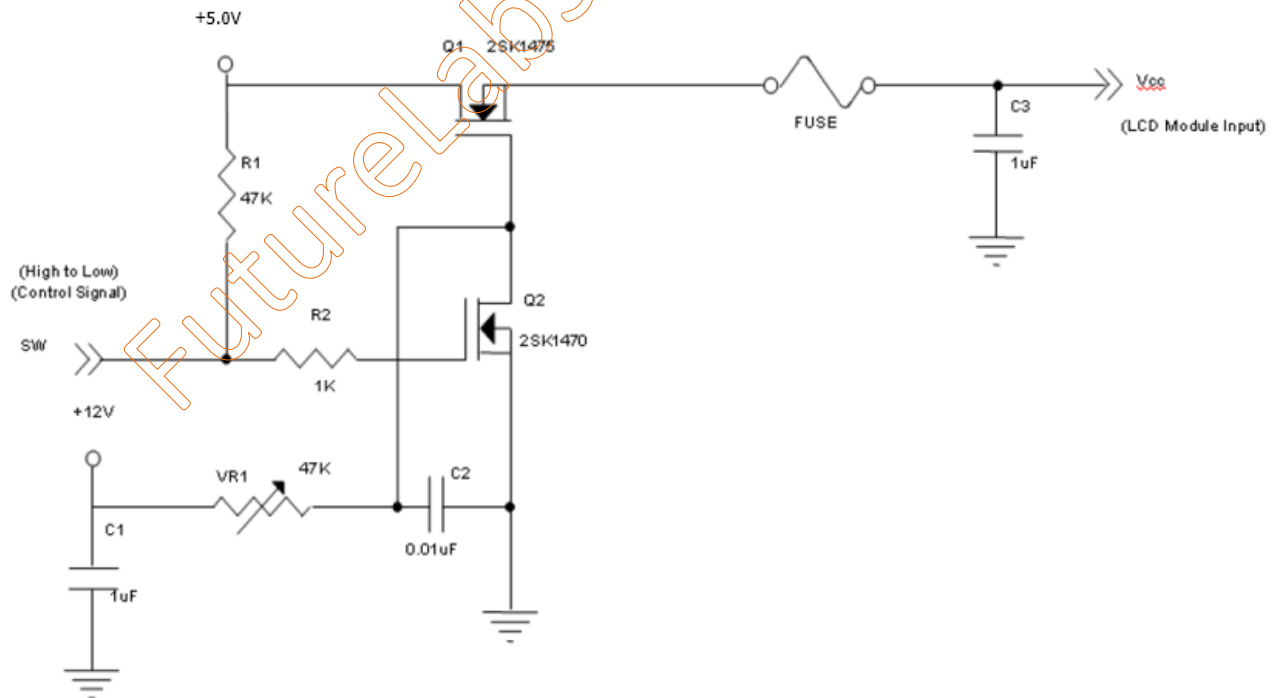 +5.0V
Q1 2SK1475
FUSE
C3
1uF
Vcc
(LCD Module Input)
R1
47K
(High to Low)
(Control Signal)
SW
R2
1K
Q2
2SK1470
+12V
VR1
47K
C2
0.01uF
C1
1uF
FutureLabs